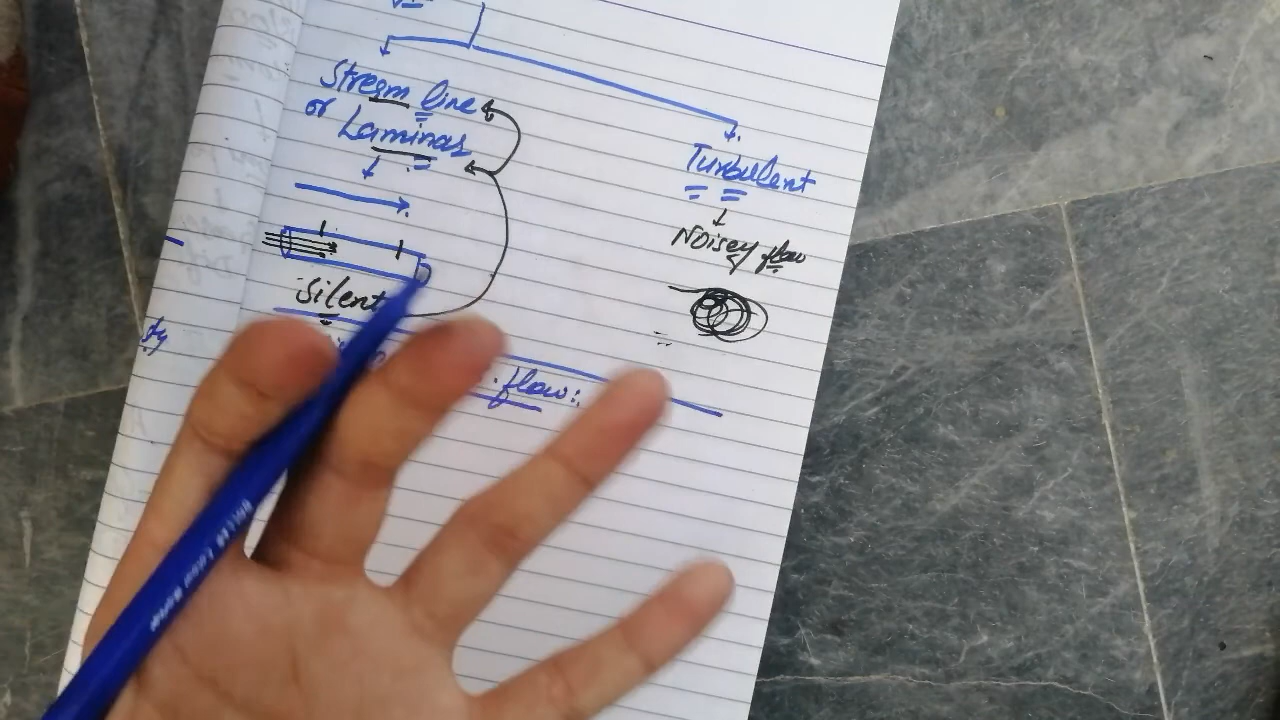 Stream line
or Laminar
Turbulent
Noisey flow
Silent
flow: